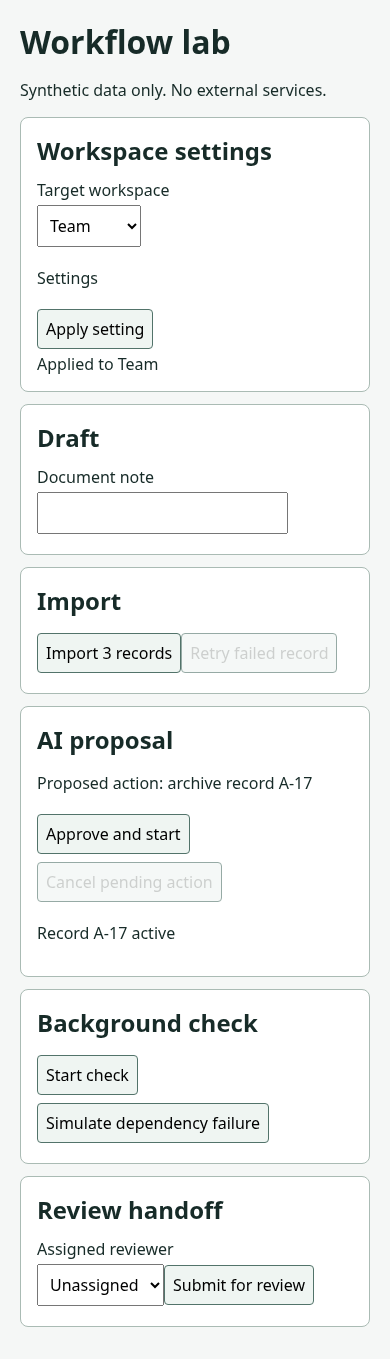 Workflow lab
Synthetic data only. No external services.
Workspace settings
Target workspace
Team
Settings
Apply setting
Applied to Team
Draft
Document note
Import
Import 3 records Retry failed record
AI proposal
Proposed action: archive record A-17
Approve and start
Cancel pending action
Record A-17 active
Background check
Start check
Simulate dependency failure
Review handoff
Assigned reviewer
Unassigned Submit for review